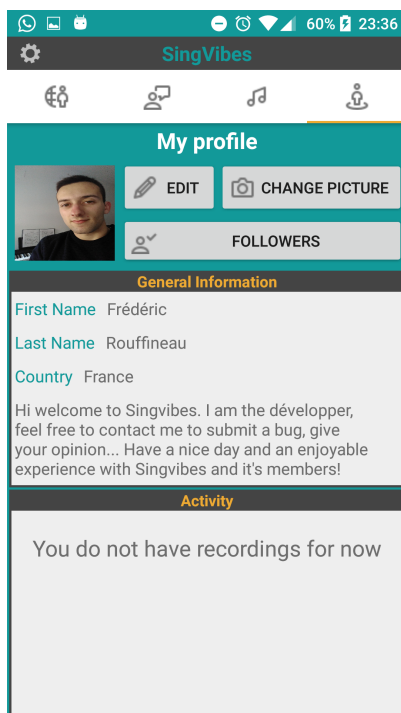 60% 23:36
SingVibes
My profile
EDIT
CHANGE PICTURE
FOLLOWERS
General Information
First Name Frédéric
Last Name Rouffineau
Country France
Hi welcome to Singvibes. I am the développer,
feel free to contact me to submit a bug, give
your opinion... Have a nice day and an enjoyable
experience with Singvibes and it's members!
Activity
You do not have recordings for now